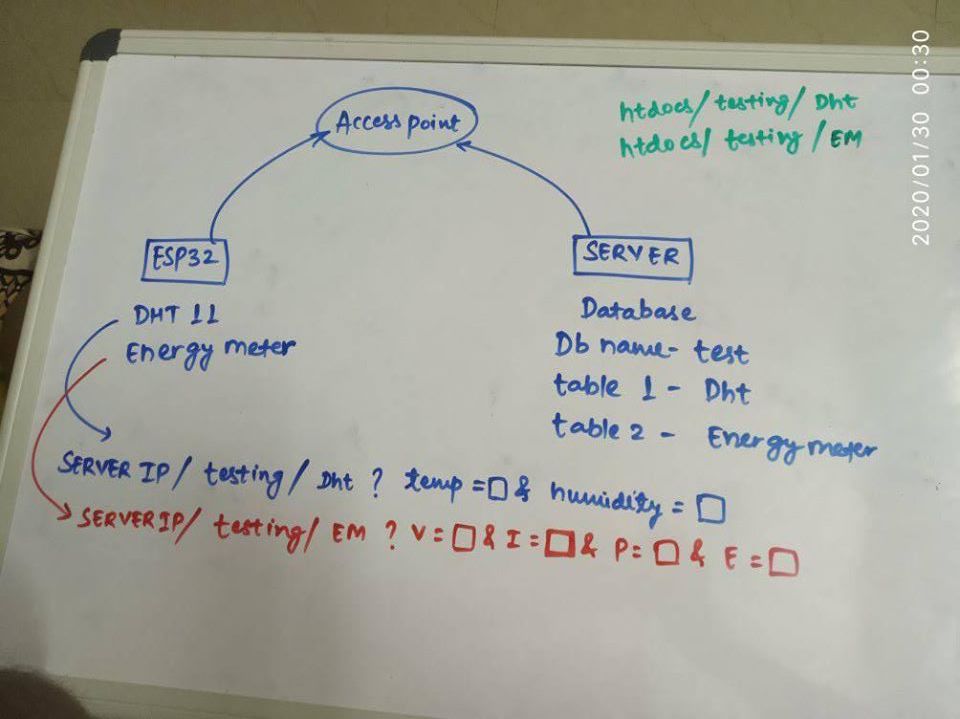 Access point
htdocs/ testing/ Dht
htdocs/ testing / EM
ESP32
SERVER
DHT 11
Energy meter
Database
Db name- test
table 1 - Dht
table 2 - Energy meter
SERVER IP/ testing/ Dht ? temp =□ & humidity = □
SERVER IP/ testing/ EM ? V=□ & I=□ & P=□ & E=□
2020/01/30 00:30